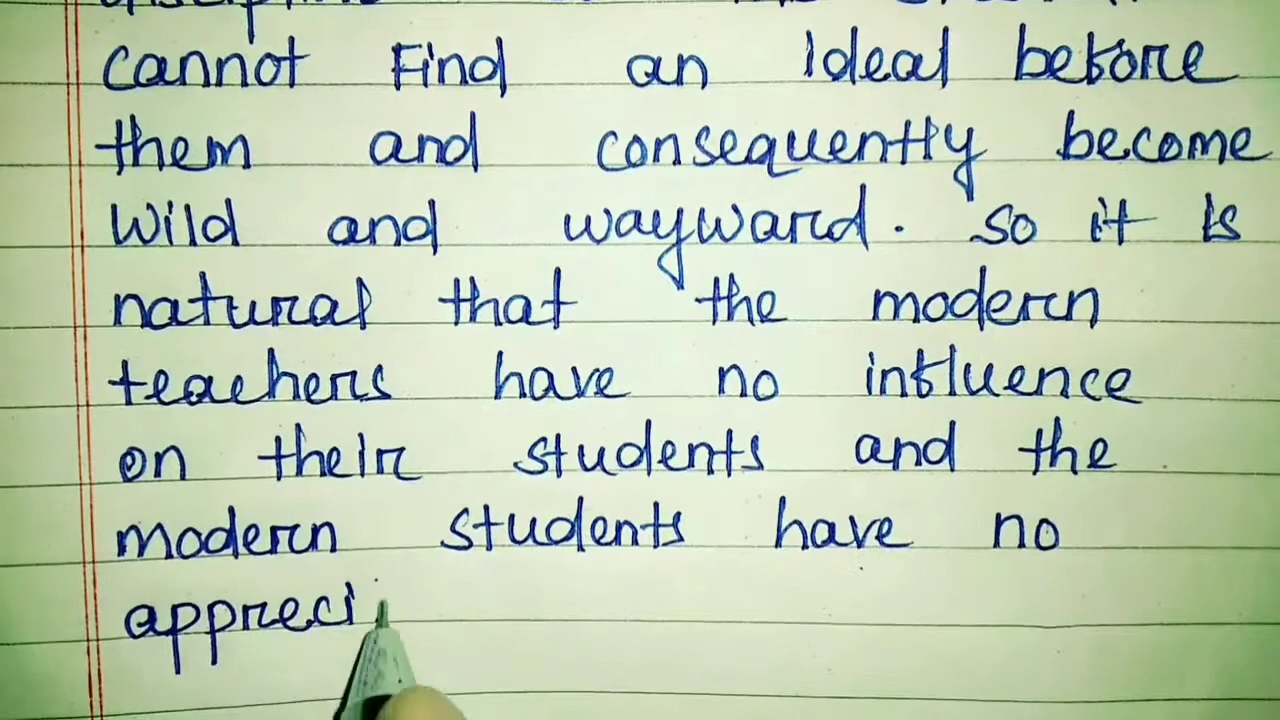 cannot Find an Ideal before
them and consequently become
Wild and wayward. So it is
natural that the modern
teachers have no influence
on their students and the
modern students have no
appreci